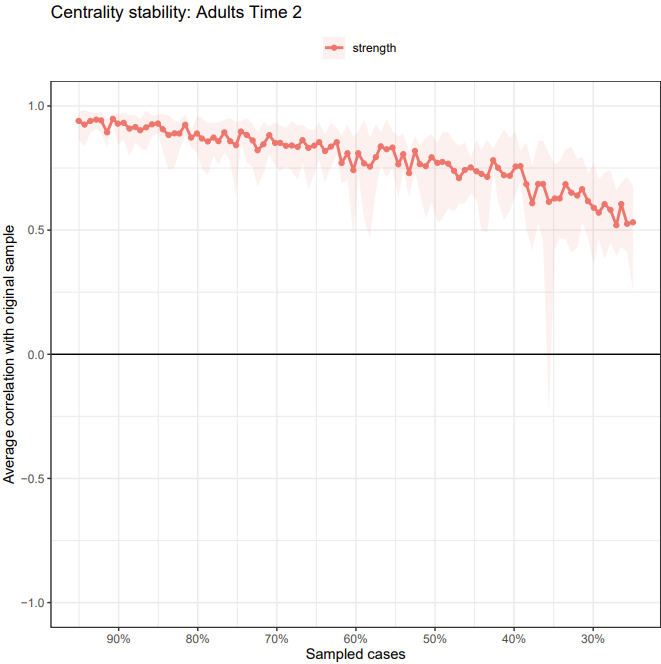 Centrality stability: Adults Time 2
strength
Average correlation with original sample
1.0
0.5
0.0
−0.5
−1.0
90% 80% 70% 60% 50% 40% 30%
Sampled cases